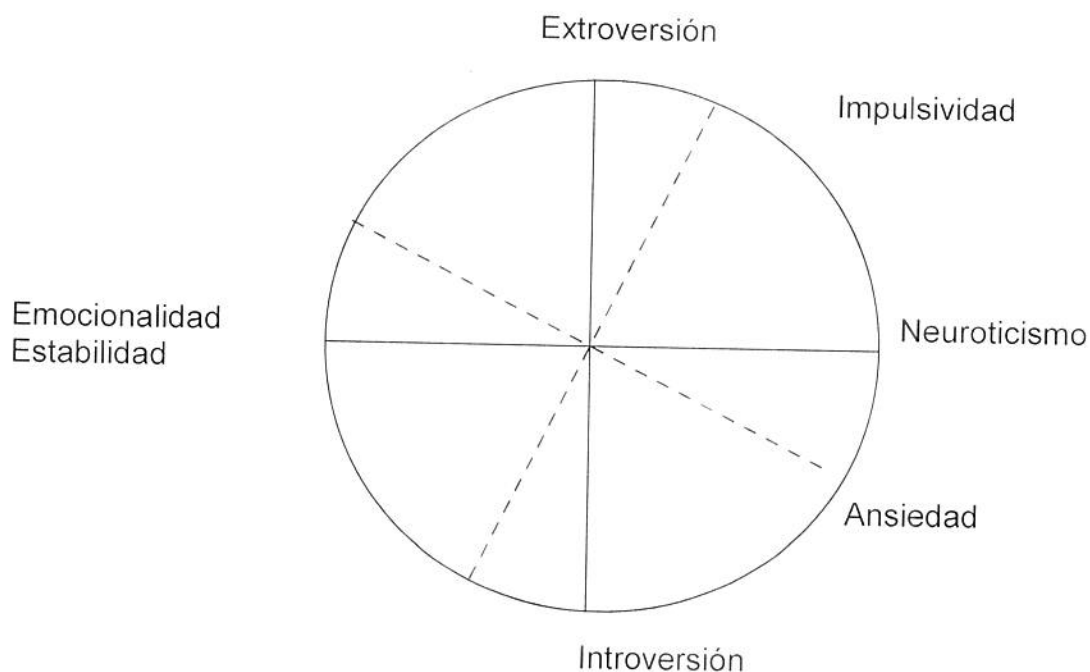 Extroversión
Impulsividad
Emocionalidad
Estabilidad
Neuroticismo
Ansiedad
Introversión